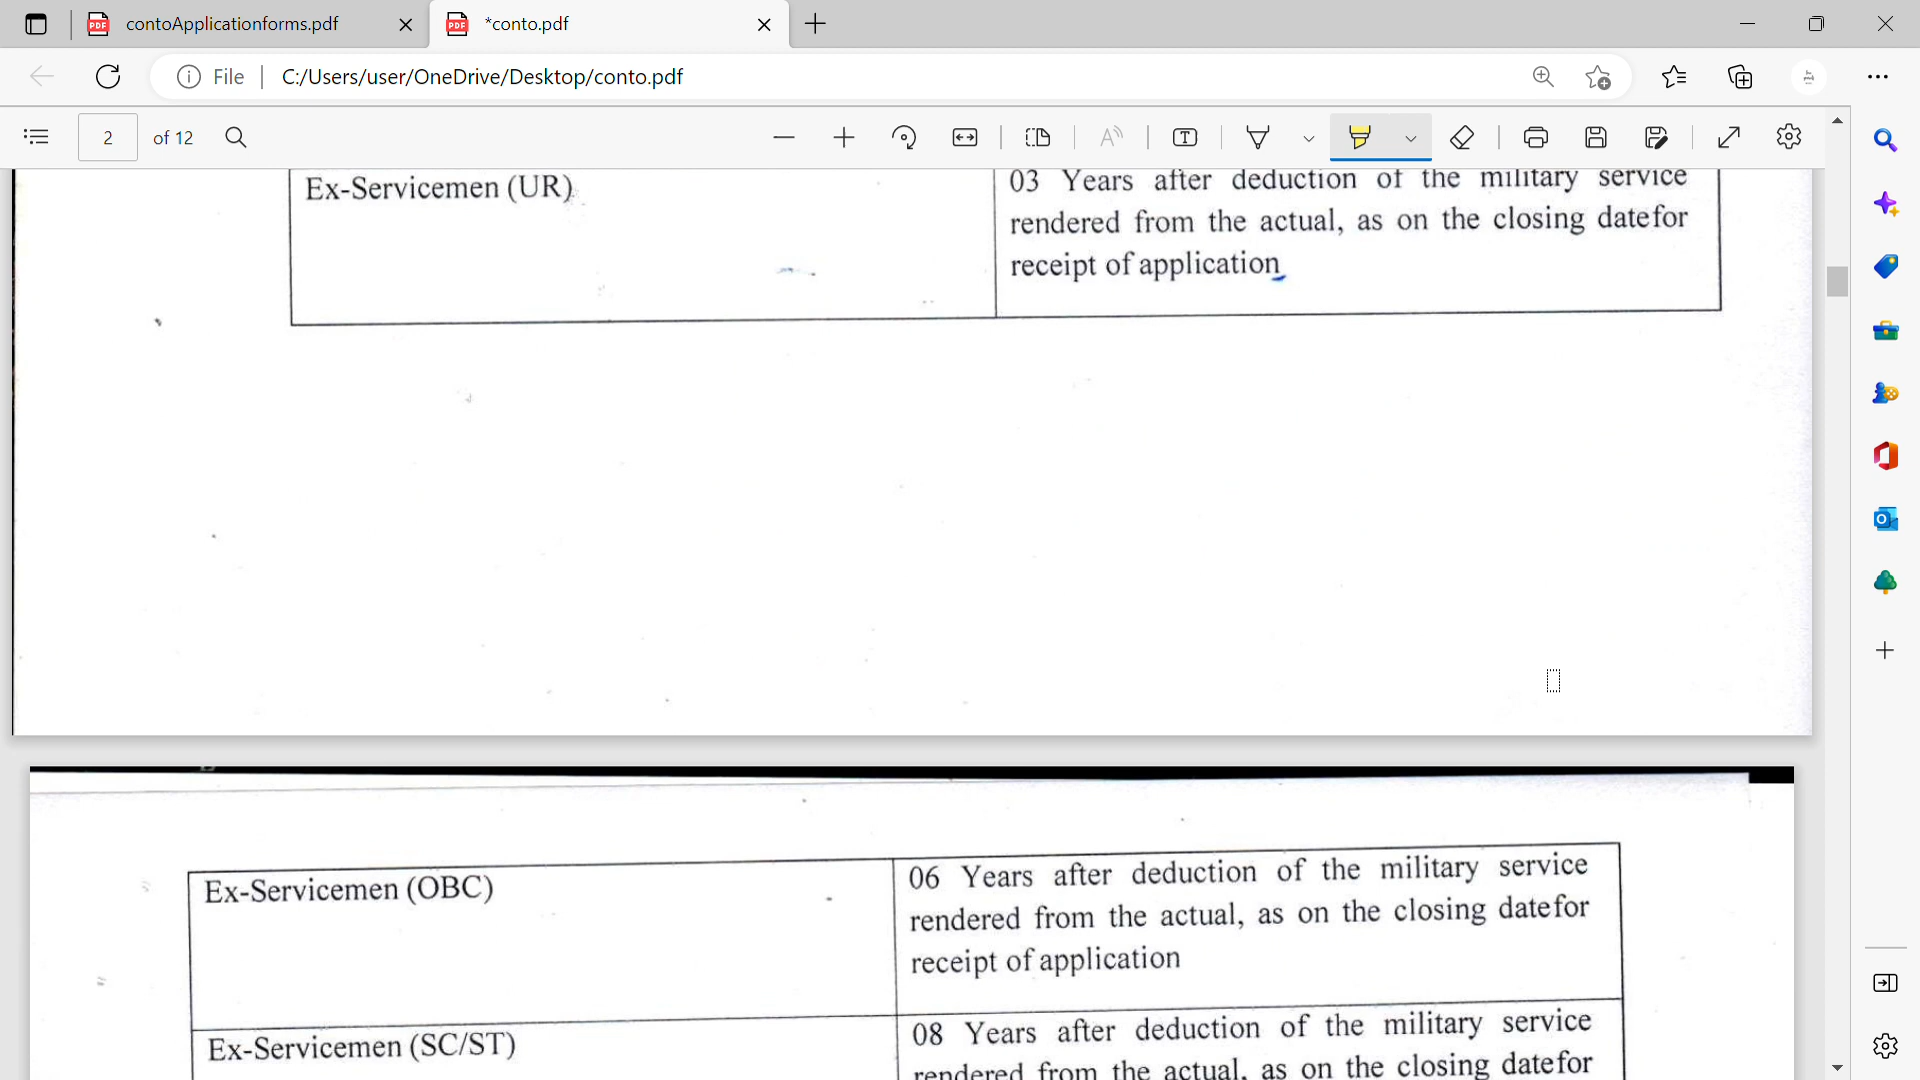 contoApplicationforms.pdf
*conto.pdf
File
C:/Users/user/OneDrive/Desktop/conto.pdf
2 of 12
Ex-Servicemen (UR)
03 Years after deduction of the military service
rendered from the actual, as on the closing datefor
receipt of application
Ex-Servicemen (OBC)
06 Years after deduction of the military service
rendered from the actual, as on the closing datefor
receipt of application
Ex-Servicemen (SC/ST)
08 Years after deduction of the military service
rendered from the actual, as on the closing datefor